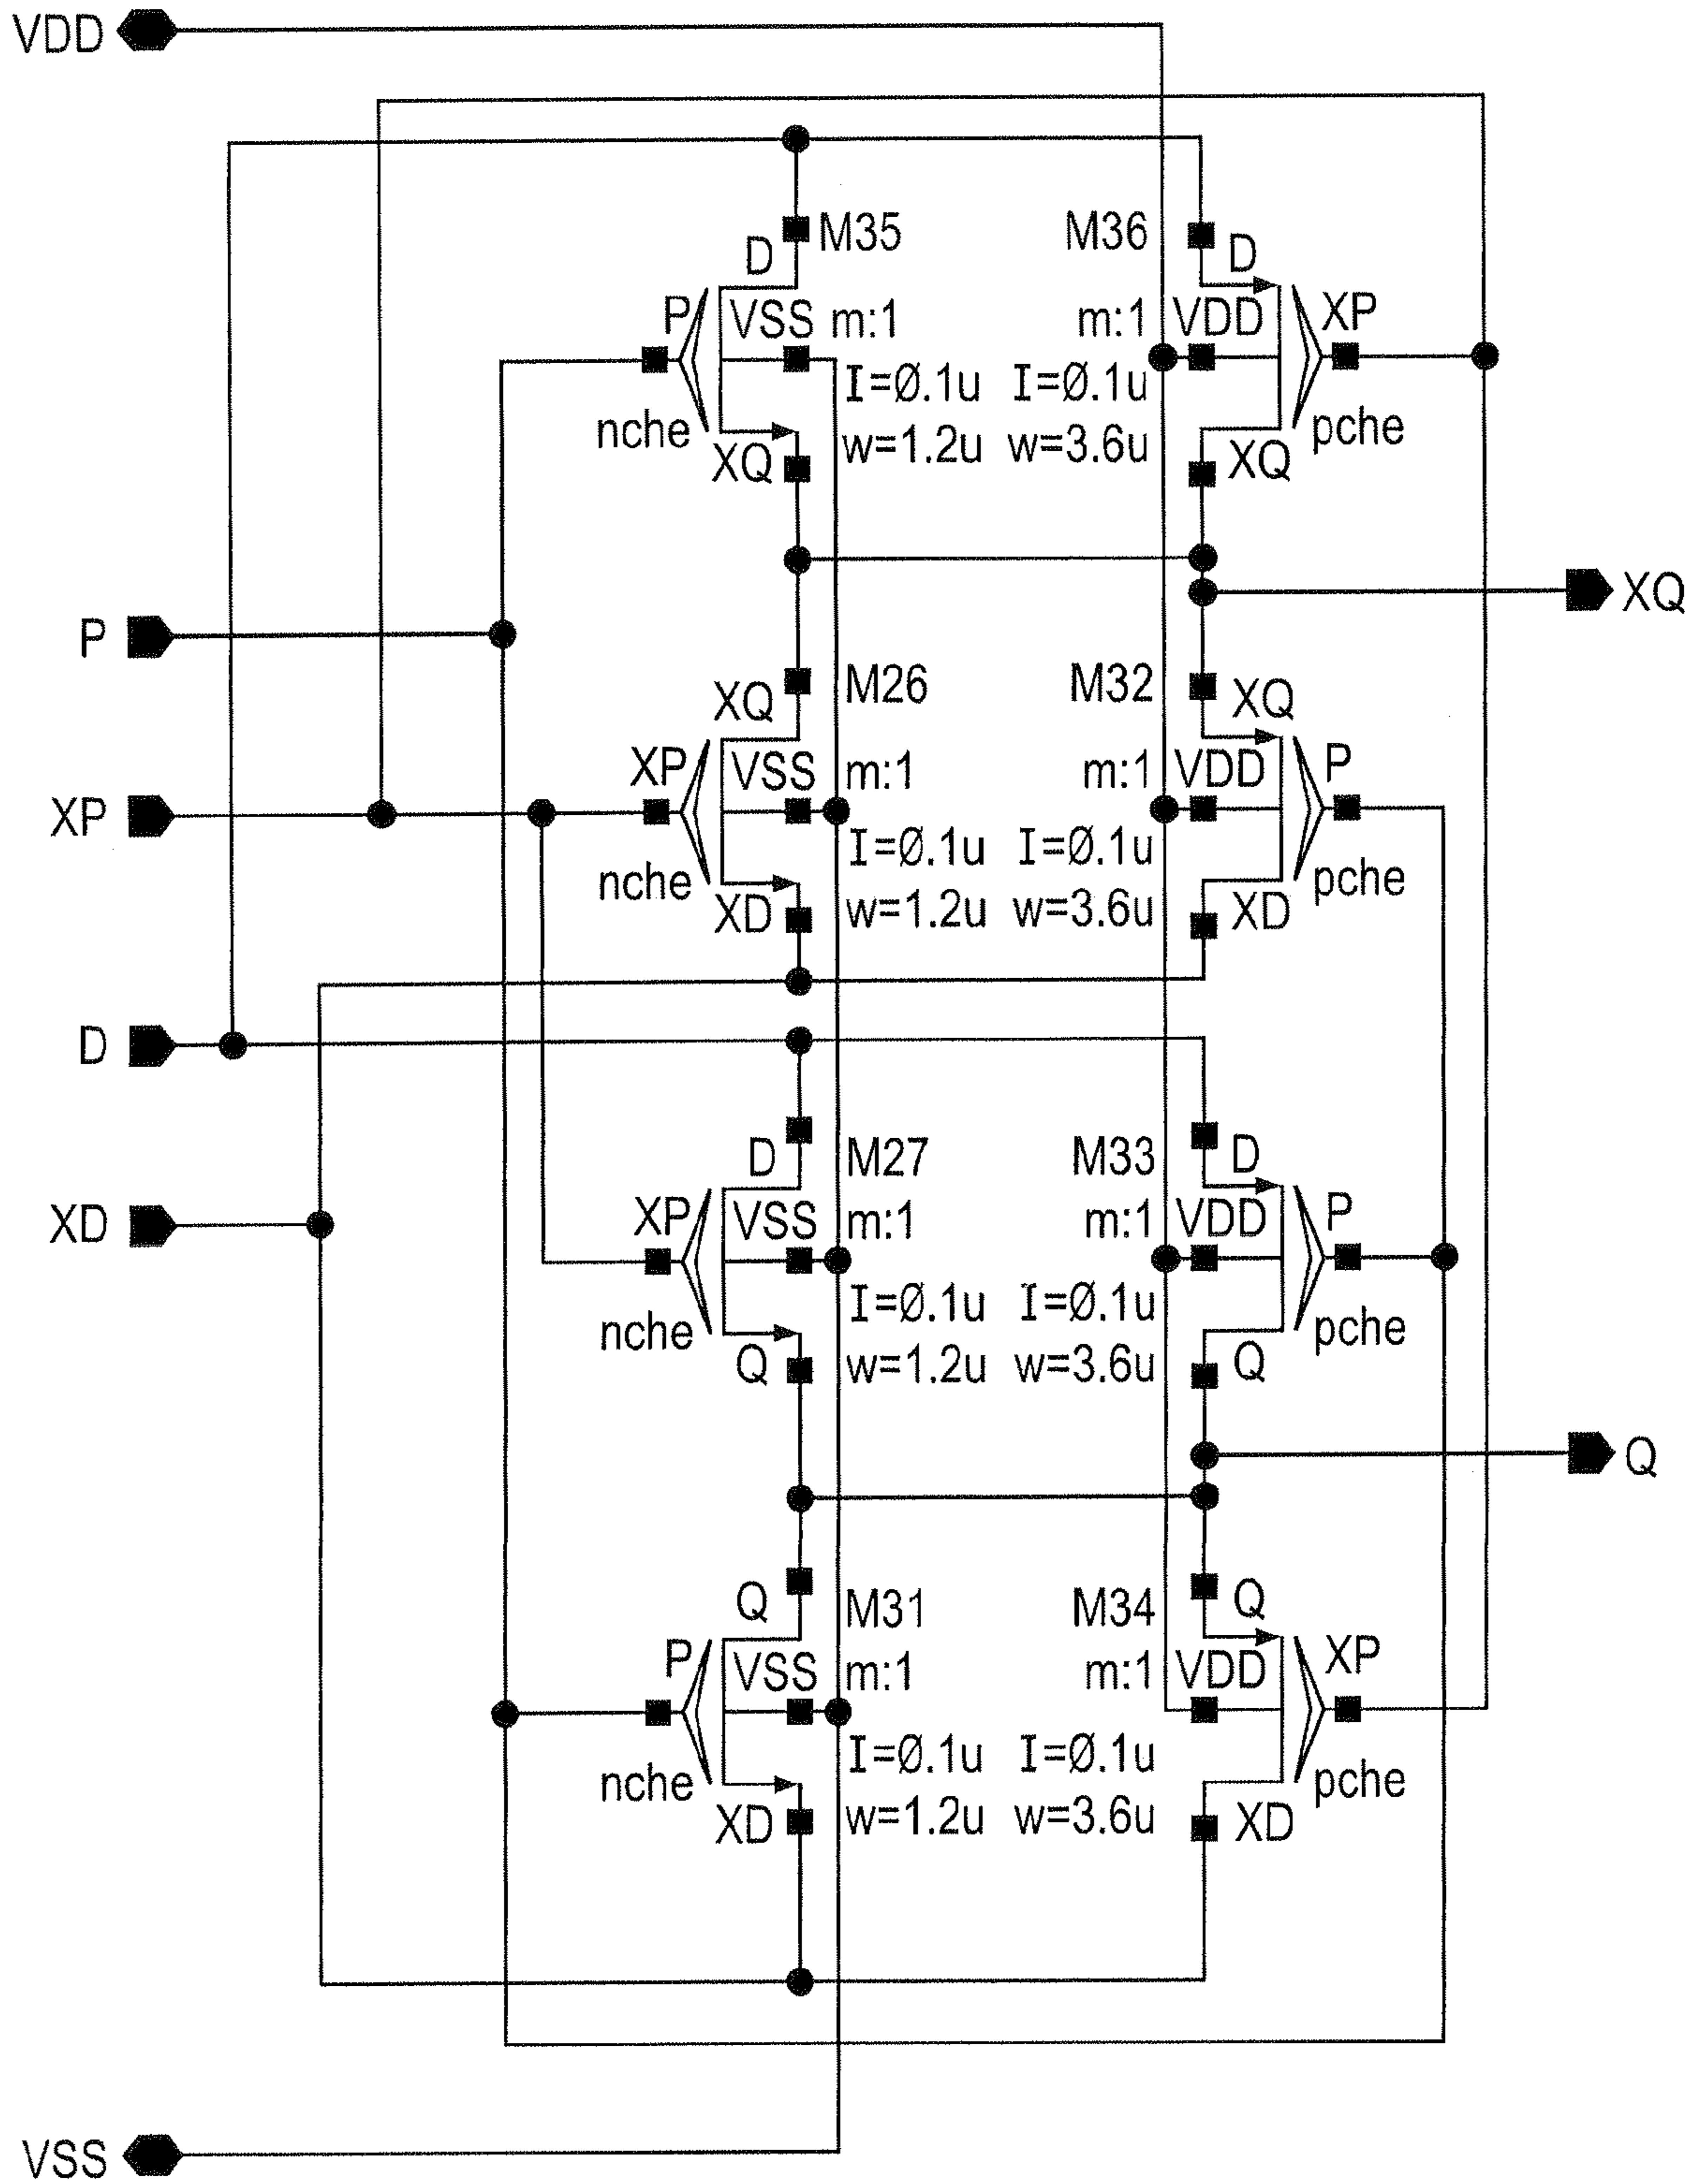 VDD
D M35 M36 D
P VSS m:1 m:1 VDD XP
I=Ø.1u I=Ø.1u
nche w=1.2u w=3.6u pche
XQ XQ
XQ
P
XQ M26 M32 XQ
XP VSS m:1 m:1 VDD P
XP
I=Ø.1u I=Ø.1u
nche w=1.2u w=3.6u pche
XD XD
D
D M27 M33 D
XD XP VSS m:1 m:1 VDD P
I=Ø.1u I=Ø.1u
nche w=1.2u w=3.6u pche
Q Q
Q
Q M31 M34 Q
P VSS m:1 m:1 VDD XP
I=Ø.1u I=Ø.1u
nche w=1.2u w=3.6u pche
XD XD
VSS